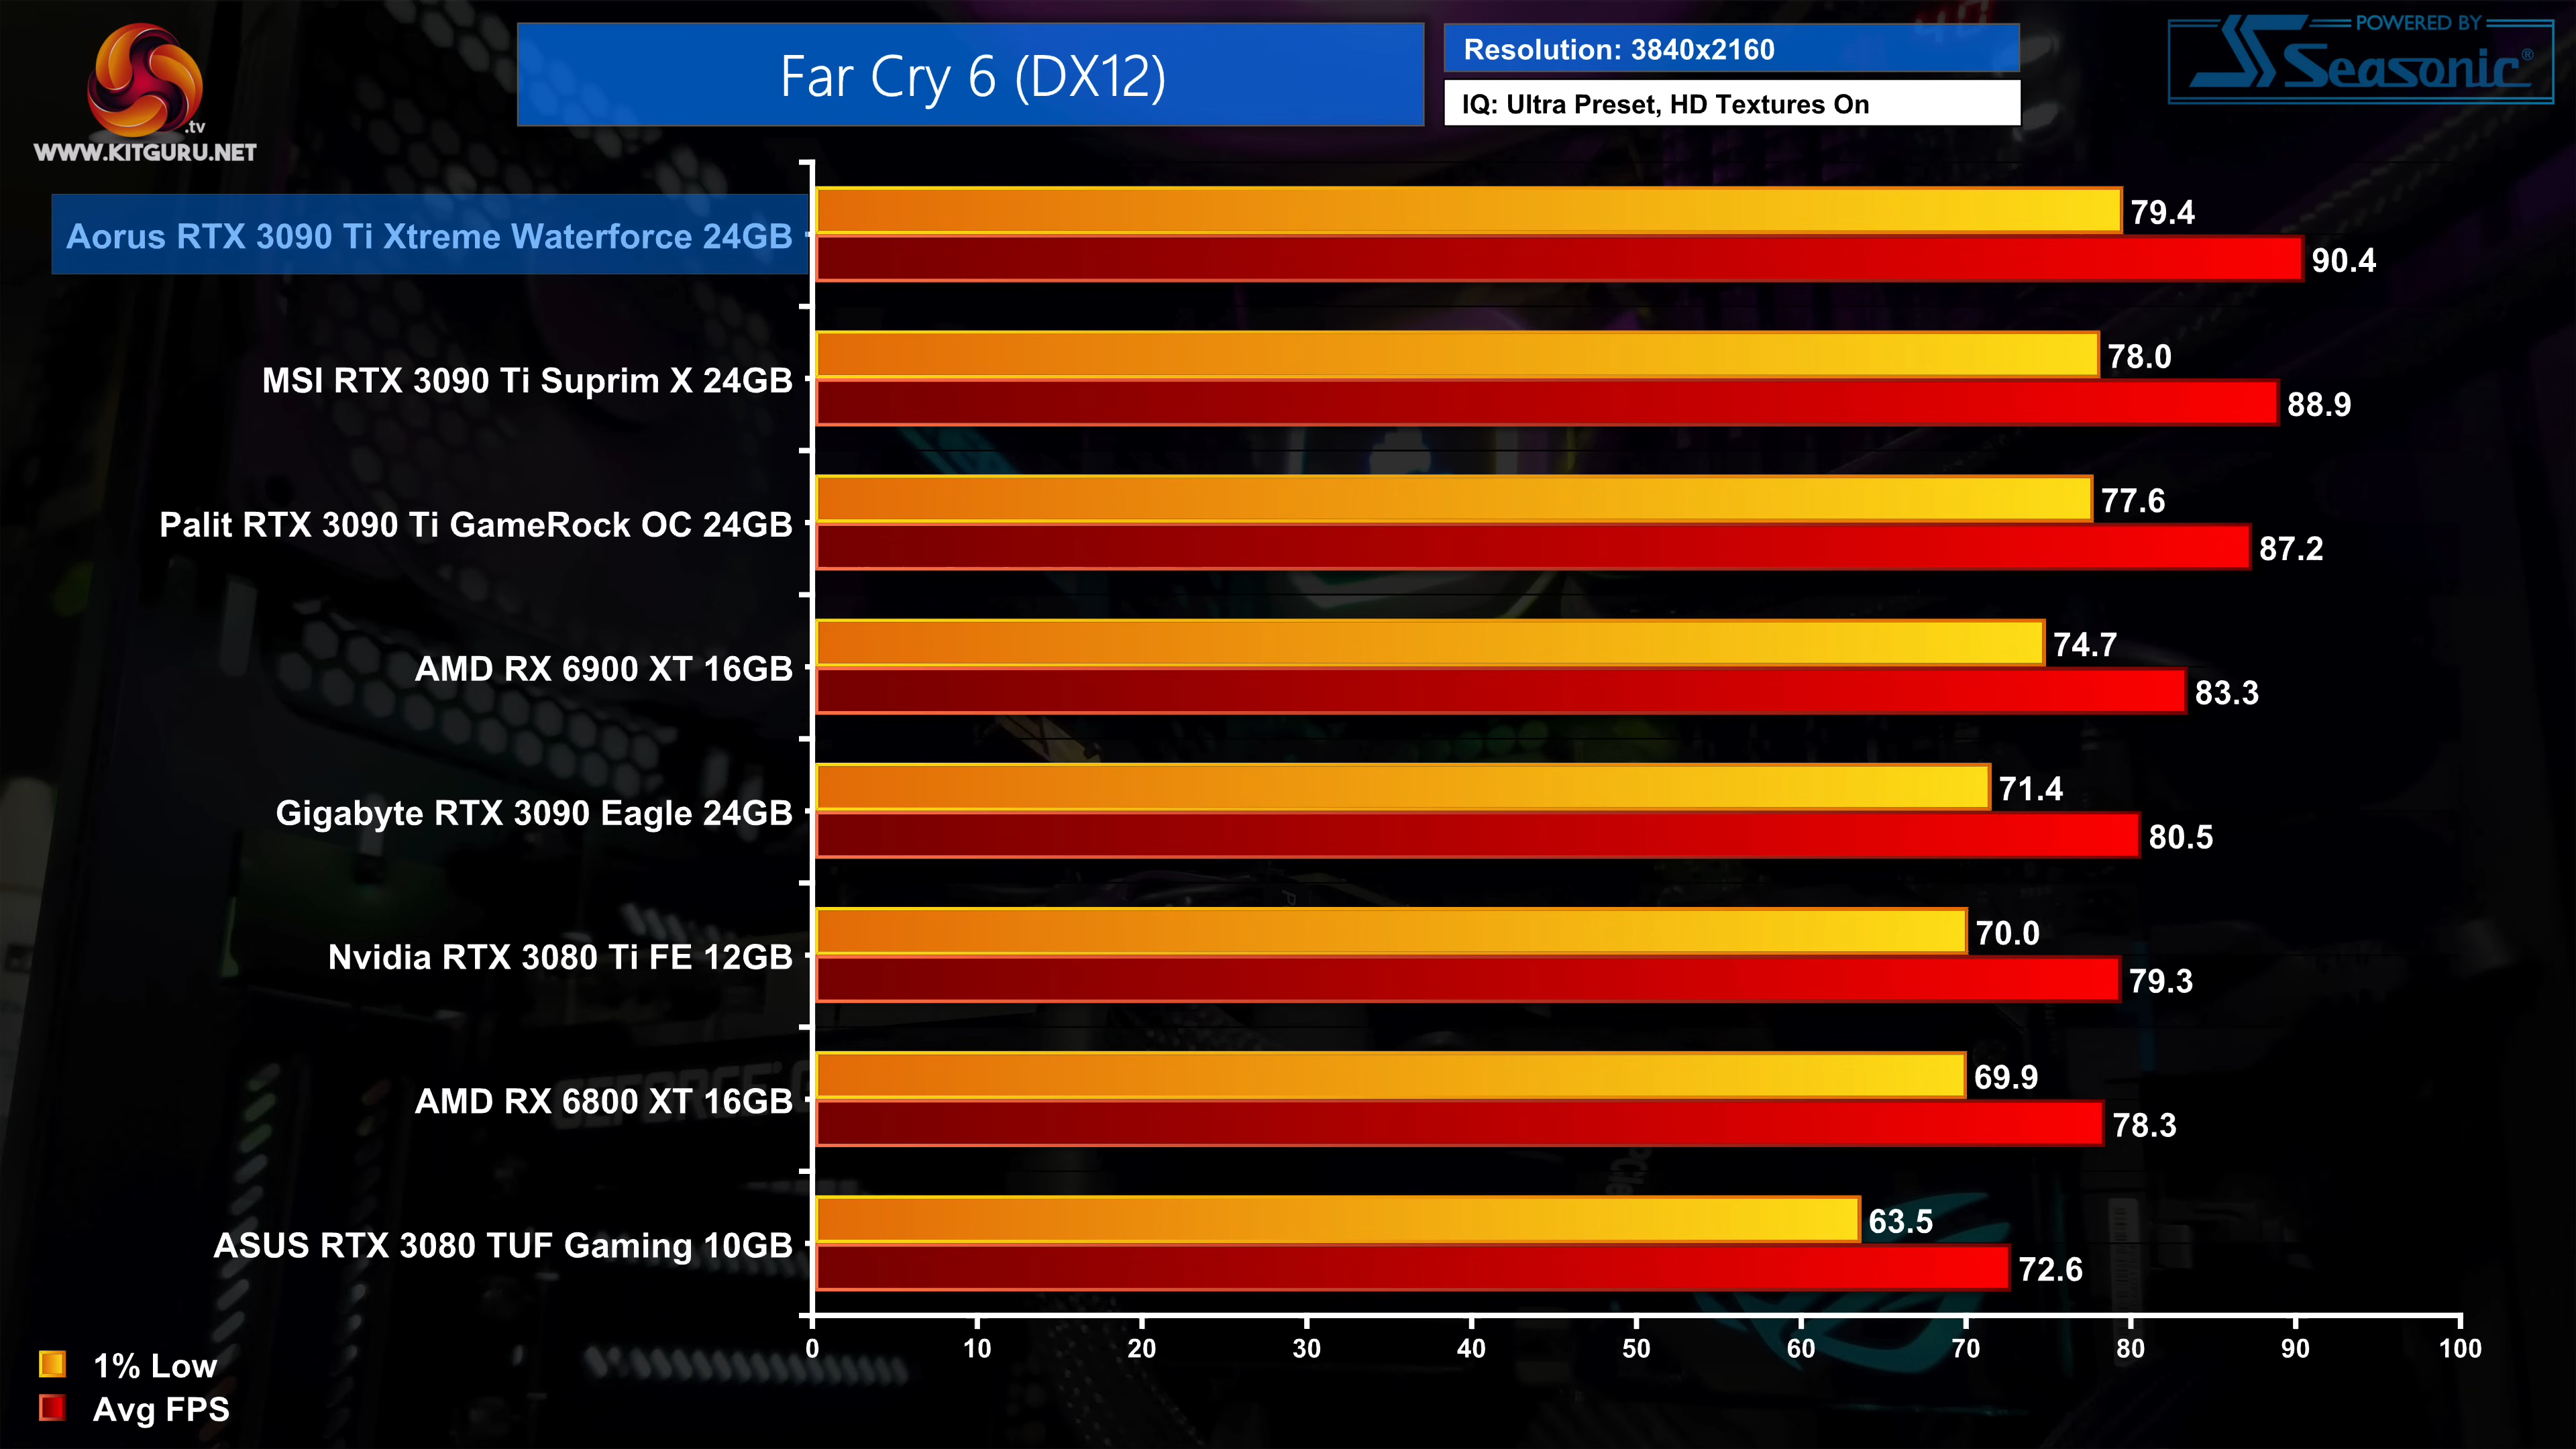 .tv
WWW.KITGURU.NET
Far Cry 6 (DX12)
Resolution: 3840x2160
IQ: Ultra Preset, HD Textures On
POWERED BY
Seasonic®
Aorus RTX 3090 Ti Xtreme Waterforce 24GB
79.4
90.4
MSI RTX 3090 Ti Suprim X 24GB
78.0
88.9
Palit RTX 3090 Ti GameRock OC 24GB
77.6
87.2
AMD RX 6900 XT 16GB
74.7
83.3
Gigabyte RTX 3090 Eagle 24GB
71.4
80.5
Nvidia RTX 3080 Ti FE 12GB
70.0
79.3
AMD RX 6800 XT 16GB
69.9
78.3
ASUS RTX 3080 TUF Gaming 10GB
63.5
72.6
0 10 20 30 40 50 60 70 80 90 100
1% Low
Avg FPS